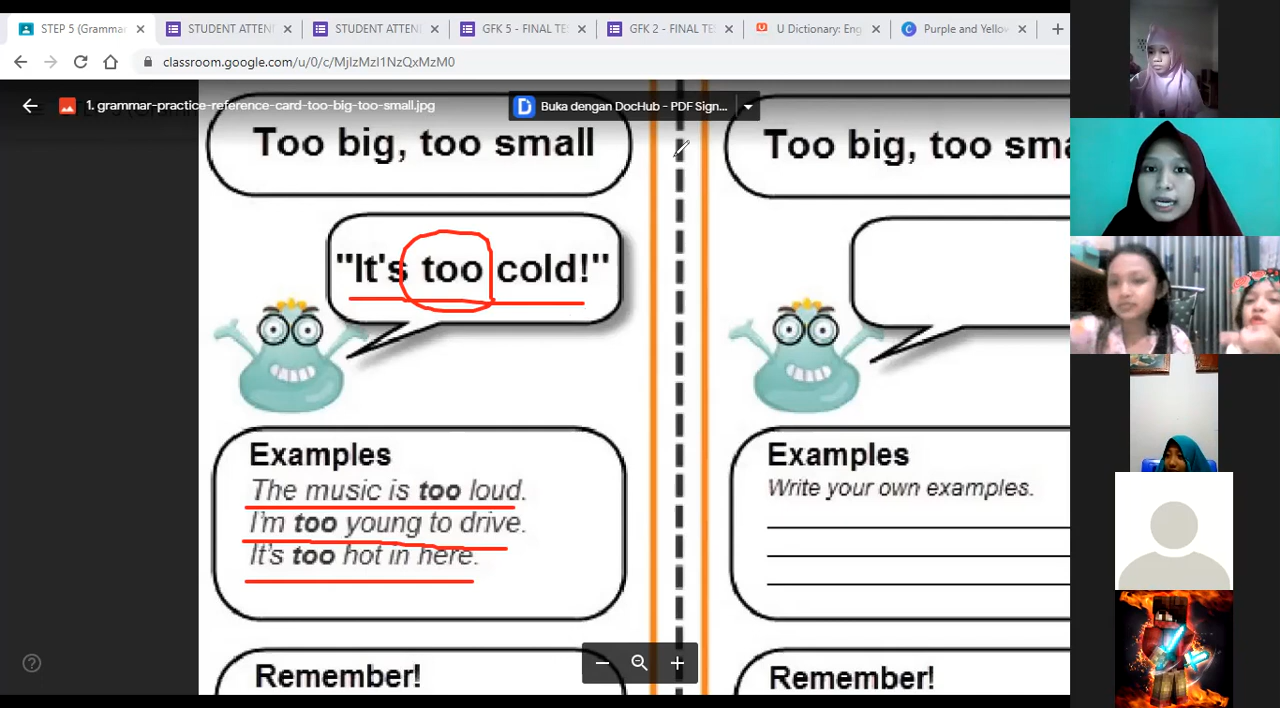 STEP 5 (Gramma
STUDENT ATTEN
STUDENT ATTEN
GFK 5 - FINAL TE
GFK 2 - FINAL TE
U Dictionary: Eng
Purple and Yellow
classroom.google.com/u/0/c/MjIzMzI1NzQxMzM0
1. grammar-practice-reference-card-too-big-too-small.jpg
Buka dengan DocHub - PDF Sign...
Too big, too small
"It's too cold!"
Examples
The music is too loud.
I'm too young to drive.
It's too hot in here.
Remember!
Too big, too sma
Examples
Write your own examples.
Remember!